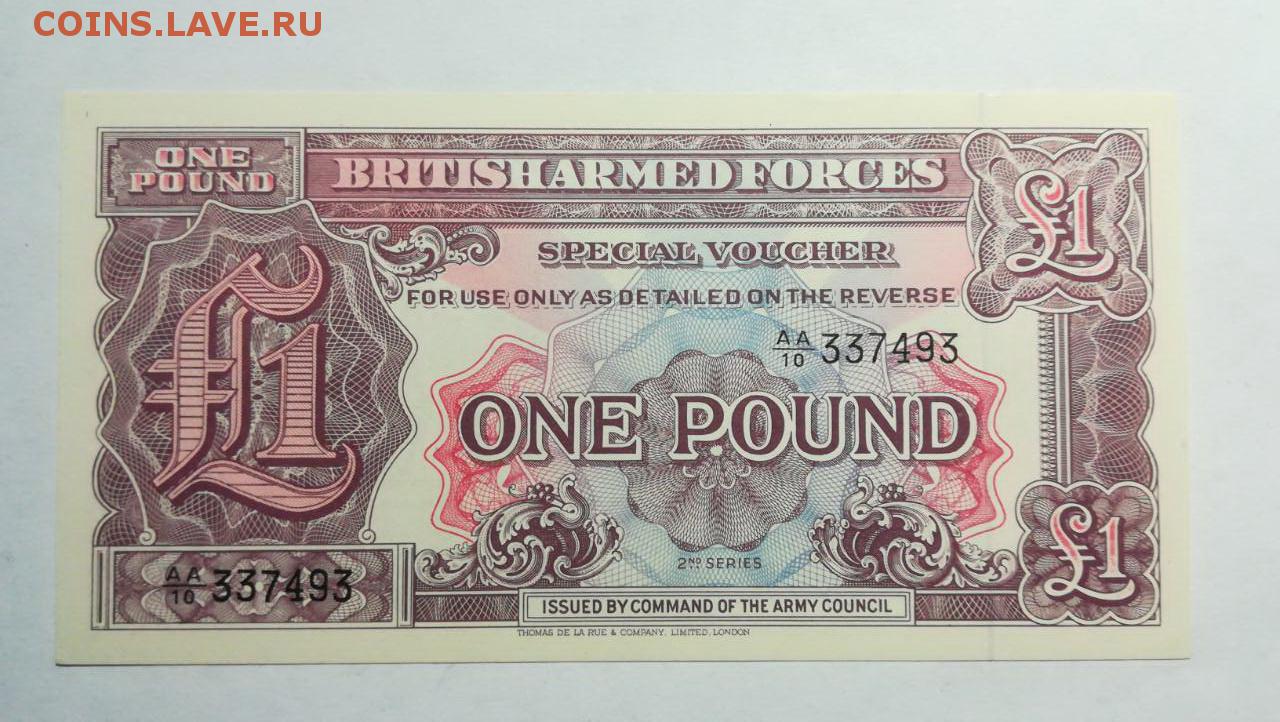 COINS.LAVE.RU
ONE
POUND
BRITISH ARMED FORCES
£1
SPECIAL VOUCHER
FOR USE ONLY AS DETAILED ON THE REVERSE
AA/10 337493
£1
ONE POUND
2ND SERIES
£1
AA/10 337493
ISSUED BY COMMAND OF THE ARMY COUNCIL
THOMAS DE LA RUE & COMPANY, LIMITED, LONDON